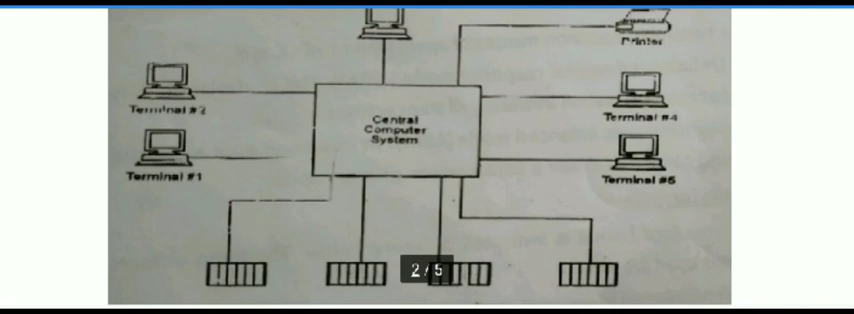 Printer
Terminal #2
Central
Computer
System
Terminal #4
Terminal #1
Terminal #5
2/5